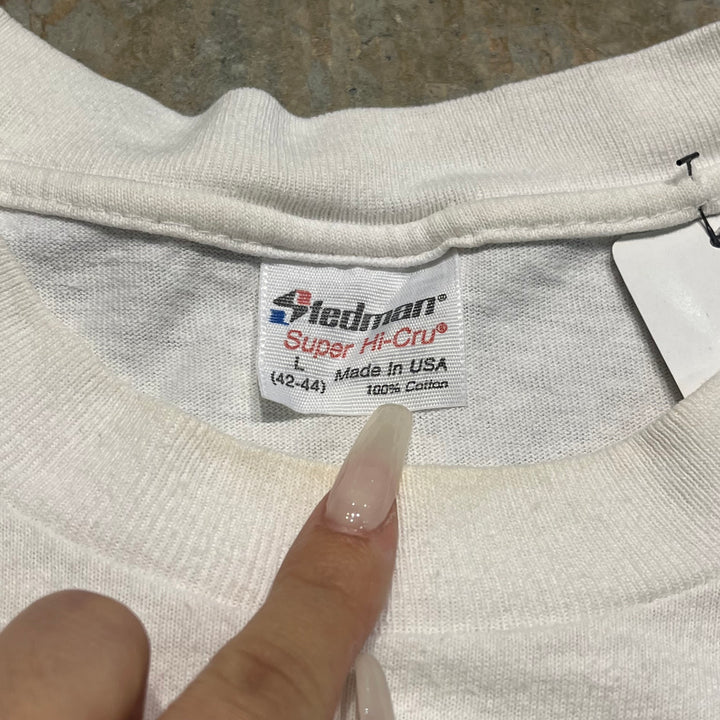 Stedman®
Super Hi-Cru®
L
(42-44)
Made In USA
100% Cotton